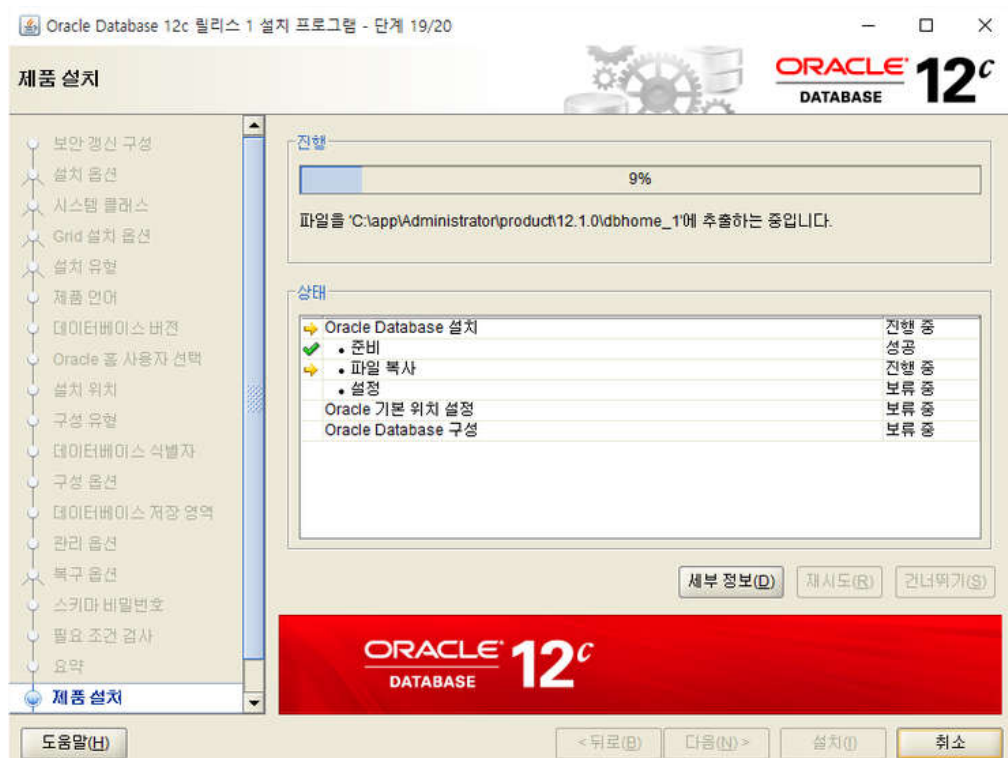 Oracle Database 12c 릴리스 1 설치 프로그램 - 단계 19/20
제품 설치
ORACLE 12c
DATABASE
보안 갱신 구성
설치 옵션
시스템 클래스
Grid 설치 옵션
설치 유형
제품 언어
데이터베이스 버전
Oracle 홈 사용자 선택
설치 위치
구성 유형
데이터베이스 식별자
구성 옵션
데이터베이스 저장 영역
관리 옵션
복구 옵션
스키마 비밀번호
필요 조건 검사
요약
제품 설치
진행
9%
파일을 'C:\app\Administrator\product\12.1.0\dbhome_1'에 추출하는 중입니다.
상태
Oracle Database 설치 진행 중
• 준비 성공
• 파일 복사 진행 중
• 설정 보류 중
Oracle 기본 위치 설정 보류 중
Oracle Database 구성 보류 중
세부 정보(D) 재시도(R) 건너뛰기(S)
ORACLE 12c
DATABASE
도움말(H) <뒤로(B) 다음(N)> 설치(I) 취소